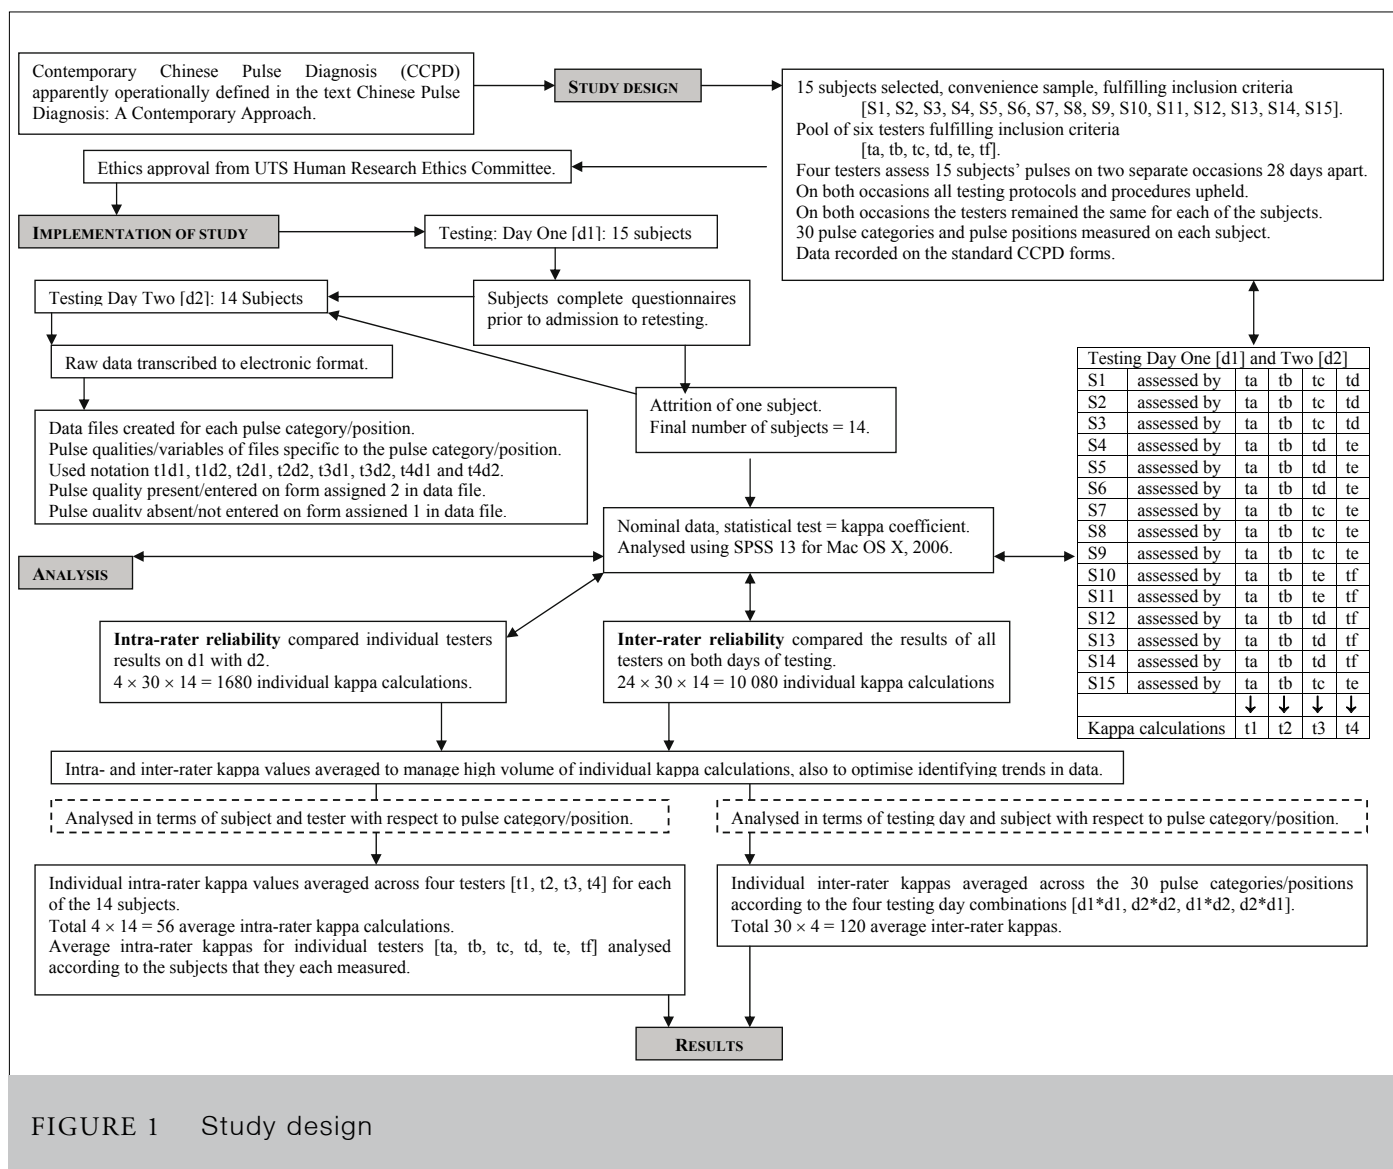 Contemporary Chinese Pulse Diagnosis (CCPD)
apparently operationally defined in the text Chinese Pulse
Diagnosis: A Contemporary Approach.
STUDY DESIGN
15 subjects selected, convenience sample, fulfilling inclusion criteria
[S1, S2, S3, S4, S5, S6, S7, S8, S9, S10, S11, S12, S13, S14, S15].
Pool of six testers fulfilling inclusion criteria
[ta, tb, tc, td, te, tf].
Four testers assess 15 subjects’ pulses on two separate occasions 28 days apart.
On both occasions all testing protocols and procedures upheld.
On both occasions the testers remained the same for each of the subjects.
30 pulse categories and pulse positions measured on each subject.
Data recorded on the standard CCPD forms.
Ethics approval from UTS Human Research Ethics Committee.
IMPLEMENTATION OF STUDY
Testing: Day One [d1]: 15 subjects
Testing Day Two [d2]: 14 Subjects
Subjects complete questionnaires
prior to admission to retesting.
Raw data transcribed to electronic format.
Attrition of one subject.
Final number of subjects = 14.
Data files created for each pulse category/position.
Pulse qualities/variables of files specific to the pulse category/position.
Used notation t1d1, t1d2, t2d1, t2d2, t3d1, t3d2, t4d1 and t4d2.
Pulse quality present/entered on form assigned 2 in data file.
Pulse quality absent/not entered on form assigned 1 in data file.
Testing Day One [d1] and Two [d2]
S1 assessed by ta tb tc td
S2 assessed by ta tb tc td
S3 assessed by ta tb tc td
S4 assessed by ta tb td te
S5 assessed by ta tb td te
S6 assessed by ta tb td te
S7 assessed by ta tb tc te
S8 assessed by ta tb tc te
S9 assessed by ta tb tc te
S10 assessed by ta tb te tf
S11 assessed by ta tb te tf
S12 assessed by ta tb td tf
S13 assessed by ta tb td tf
S14 assessed by ta tb td tf
S15 assessed by ta tb tc te
↓ ↓ ↓ ↓
Kappa calculations t1 t2 t3 t4
Nominal data, statistical test = kappa coefficient.
Analysed using SPSS 13 for Mac OS X, 2006.
ANALYSIS
Intra-rater reliability compared individual testers
results on d1 with d2.
4 × 30 × 14 = 1680 individual kappa calculations.
Inter-rater reliability compared the results of all
testers on both days of testing.
24 × 30 × 14 = 10 080 individual kappa calculations
Intra- and inter-rater kappa values averaged to manage high volume of individual kappa calculations, also to optimise identifying trends in data.
Analysed in terms of subject and tester with respect to pulse category/position.
Analysed in terms of testing day and subject with respect to pulse category/position.
Individual intra-rater kappa values averaged across four testers [t1, t2, t3, t4] for each
of the 14 subjects.
Total 4 × 14 = 56 average intra-rater kappa calculations.
Average intra-rater kappas for individual testers [ta, tb, tc, td, te, tf] analysed
according to the subjects that they each measured.
Individual inter-rater kappas averaged across the 30 pulse categories/positions
according to the four testing day combinations [d1*d1, d2*d2, d1*d2, d2*d1].
Total 30 × 4 = 120 average inter-rater kappas.
RESULTS
FIGURE 1 Study design